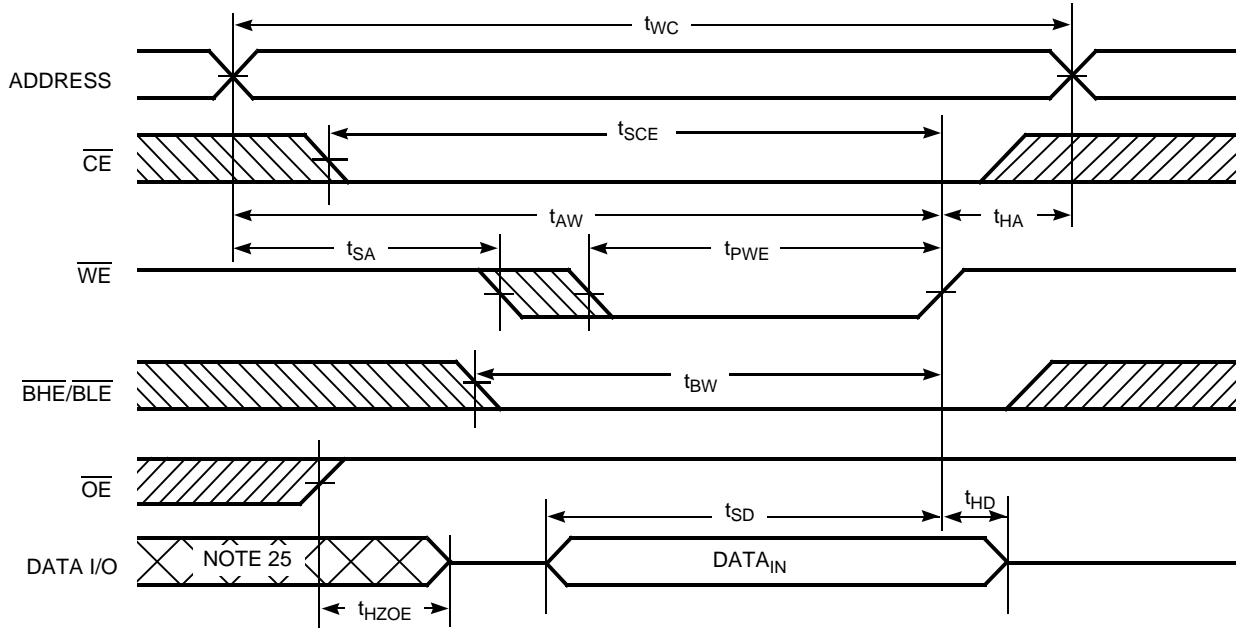 tWC
ADDRESS
tSCE
CE
tAW
tHA
tSA
tPWE
WE
tBW
BHE/BLE
OE
tSD
tHD
DATA I/O
NOTE 25
DATAIN
tHZOE